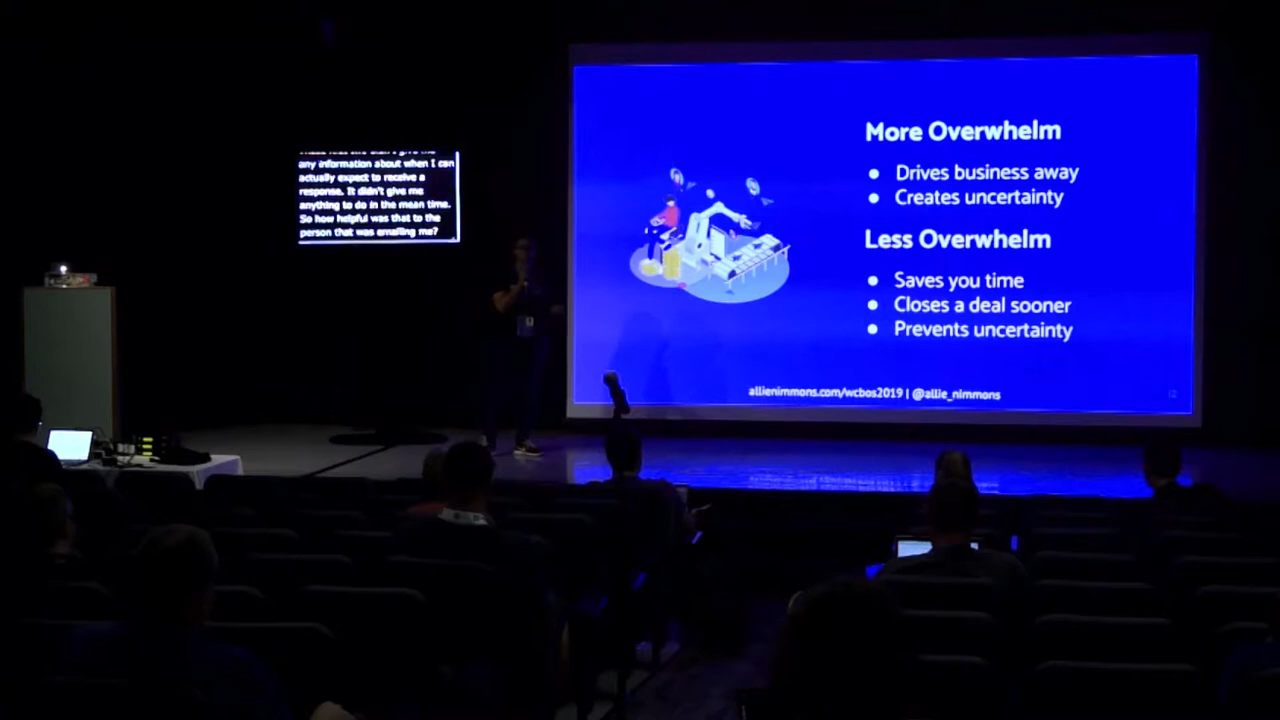 any information about when I can
actually expect to receive a
response. It didn't give me
anything to do in the mean time.
So how helpful was that to the
person that was emailing me?
More Overwhelm
● Drives business away
● Creates uncertainty
Less Overwhelm
● Saves you time
● Closes a deal sooner
● Prevents uncertainty
allienimmons.com/wcbos2019 | @allie_nimmons